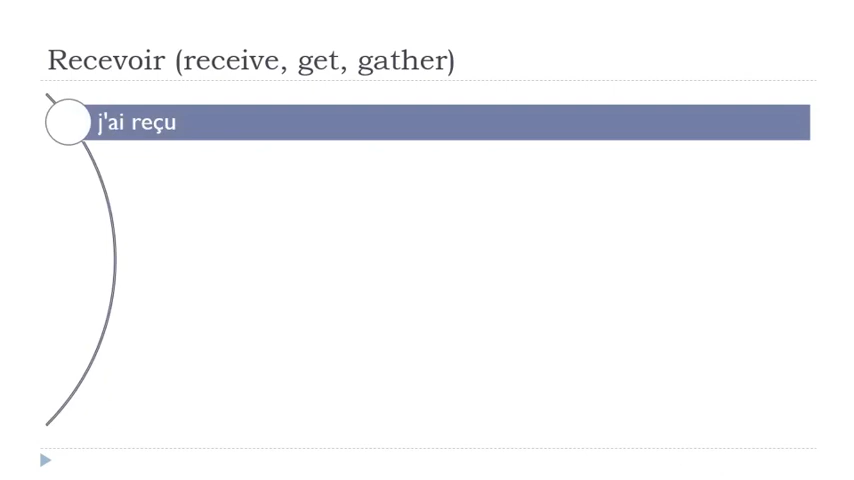 Recevoir (receive, get, gather)
j'ai reçu